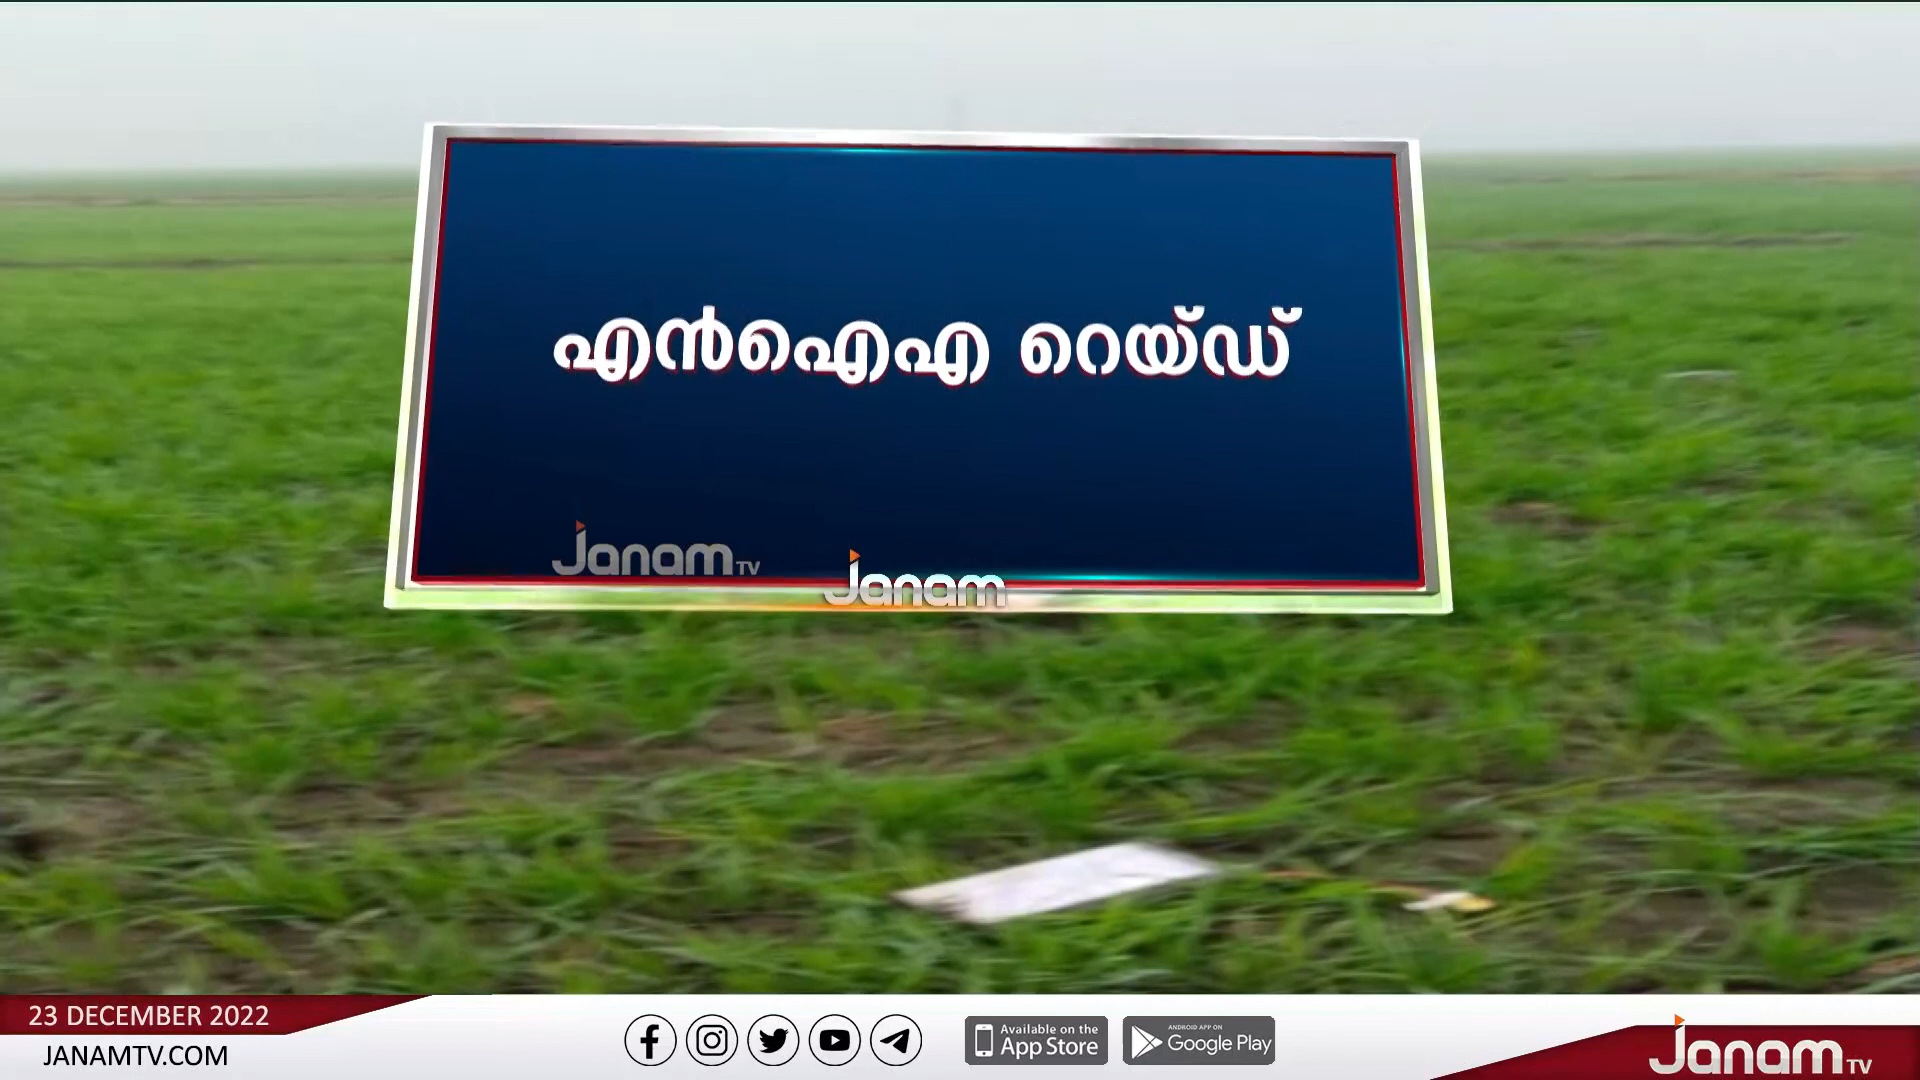 എൻഐഎ റെയ്ഡ്
Janam TV
Janam
23 DECEMBER 2022
JANAMTV.COM
Available on the
App Store
ANDROID APP ON
Google Play
Janam TV